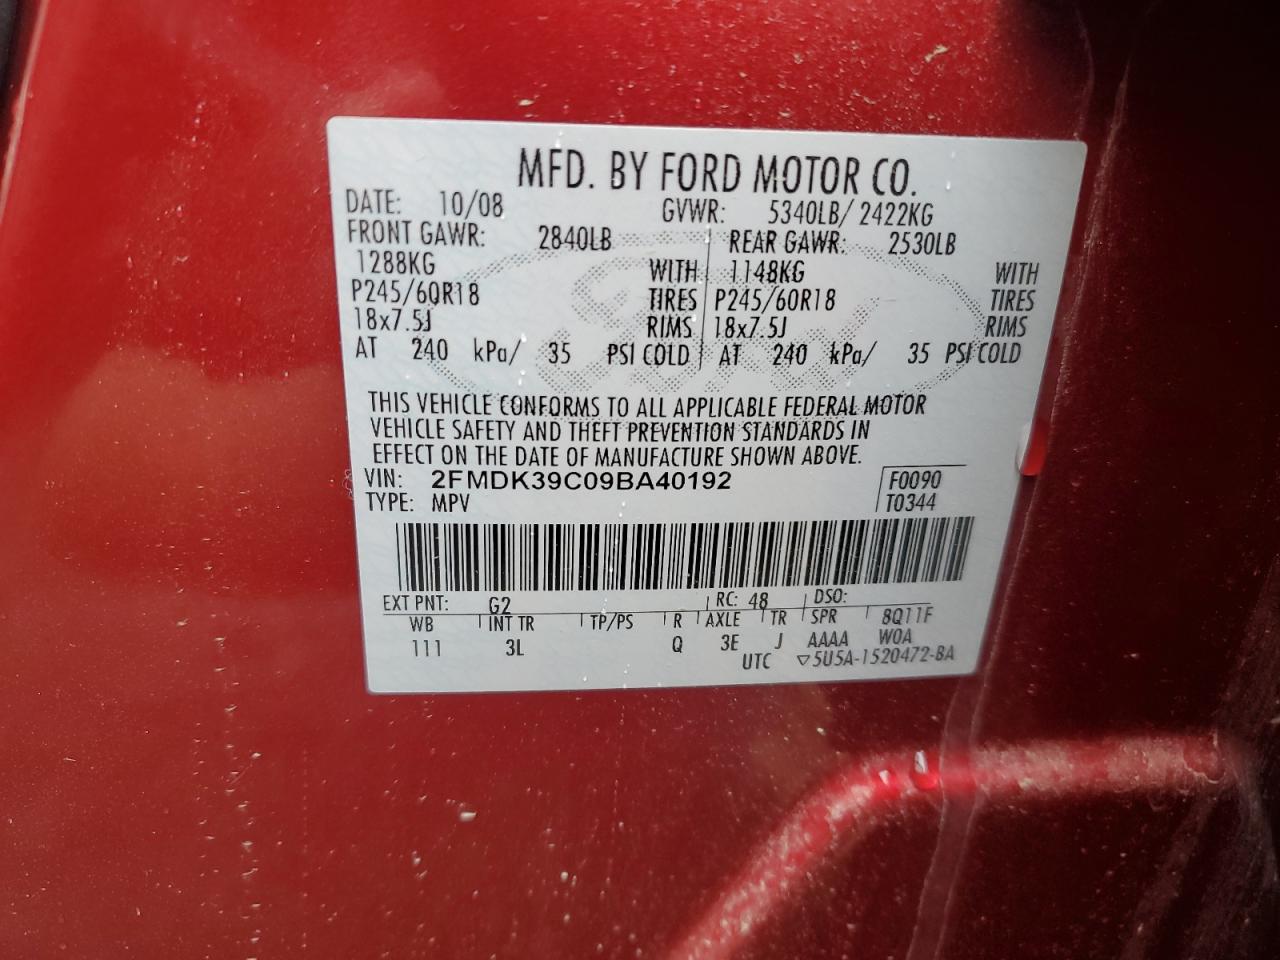 MFD. BY FORD MOTOR CO.
DATE: 10/08 GVWR: 5340LB/ 2422KG
FRONT GAWR: 2840LB REAR GAWR: 2530LB
1288KG WITH 1148KG WITH
P245/60R18 TIRES P245/60R18 TIRES
18x7.5J RIMS 18x7.5J RIMS
AT 240 kPa/ 35 PSI COLD AT 240 kPa/ 35 PSI COLD
THIS VEHICLE CONFORMS TO ALL APPLICABLE FEDERAL MOTOR
VEHICLE SAFETY AND THEFT PREVENTION STANDARDS IN
EFFECT ON THE DATE OF MANUFACTURE SHOWN ABOVE.
VIN: 2FMDK39C09BA40192 F0090
TYPE: MPV T0344
EXT PNT: G2 RC: 48 DSO:
WB INT TR TP/PS R AXLE TR SPR 8Q11F
111 3L Q 3E J AAAA W0A
UTC ▽5U5A-1520472-BA
Ford